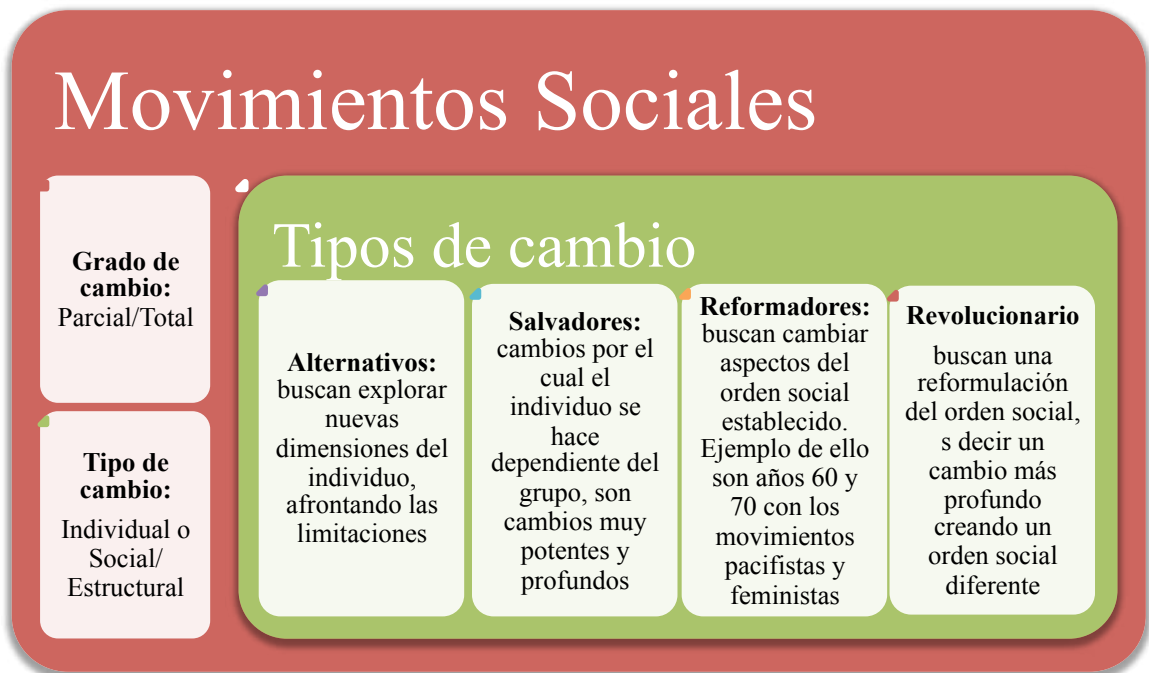 Movimientos Sociales
Grado de
cambio:
Parcial/Total
Tipo de
cambio:
Individual o
Social/
Estructural
Tipos de cambio
Alternativos:
buscan explorar
nuevas
dimensiones del
individuo,
afrontando las
limitaciones
Salvadores:
cambios por el
cual el
individuo se
hace
dependiente del
grupo, son
cambios muy
potentes y
profundos
Reformadores:
buscan cambiar
aspectos del
orden social
establecido.
Ejemplo de ello
son años 60 y
70 con los
movimientos
pacifistas y
feministas
Revolucionario
buscan una
reformulación
del orden social,
s decir un
cambio más
profundo
creando un
orden social
diferente